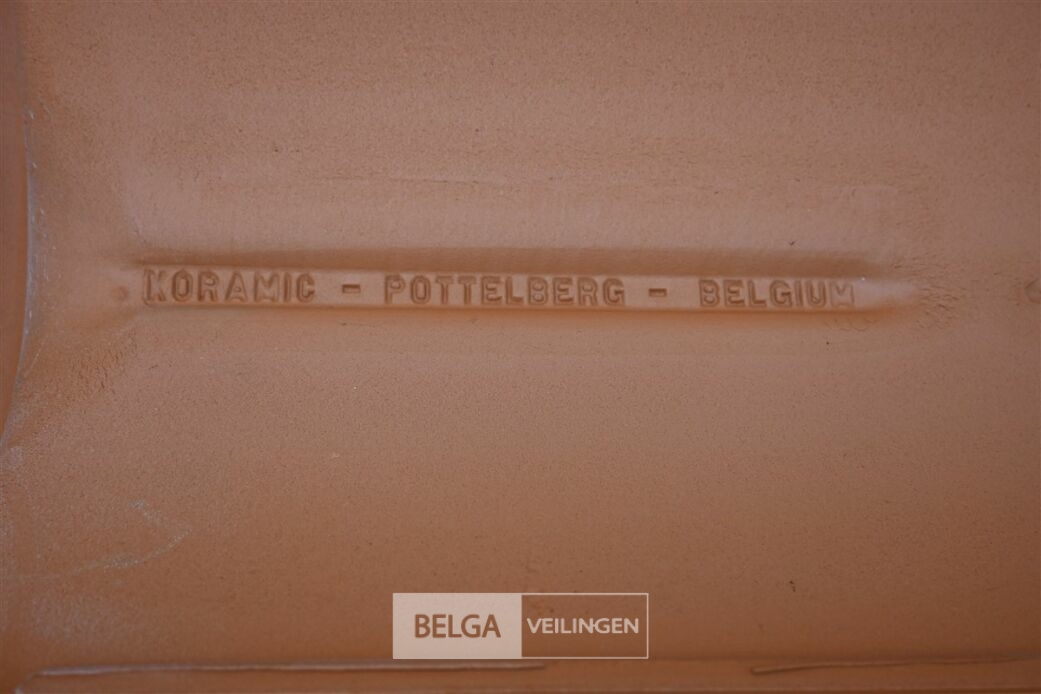 KORAMIC - POTTELBERG - BELGIUM
BELGA VEILINGEN